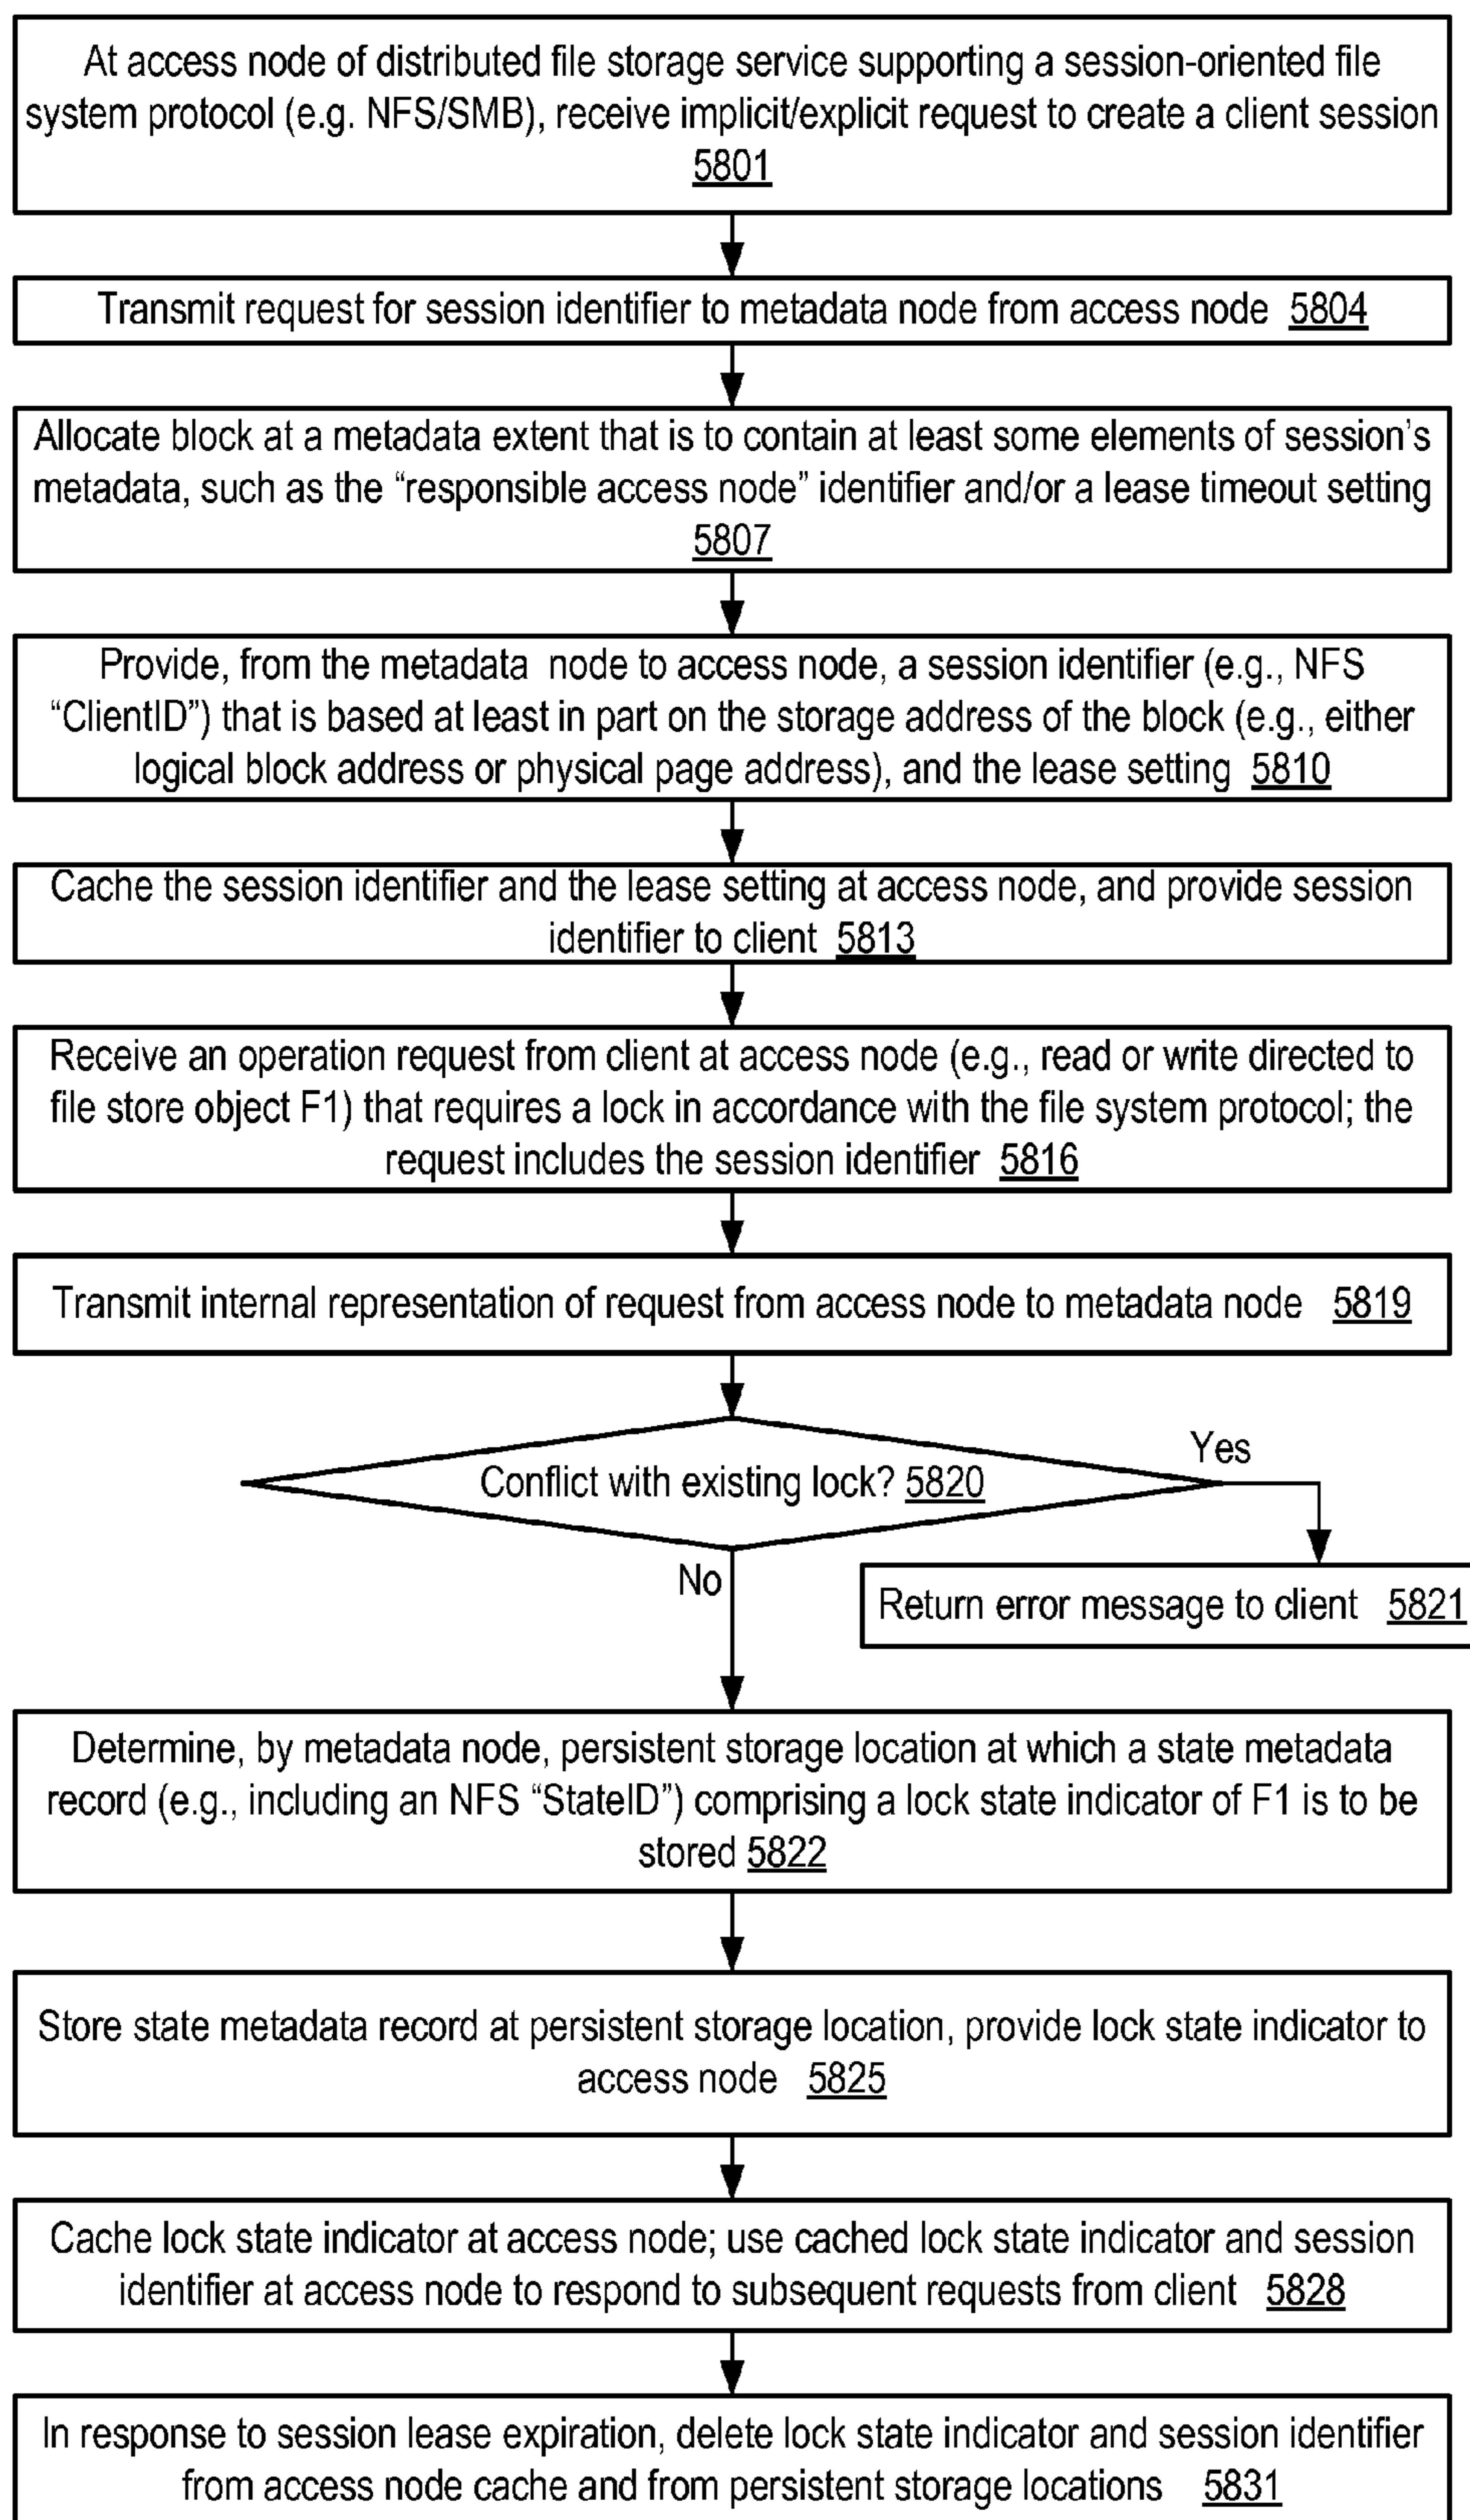 At access node of distributed file storage service supporting a session-oriented file
system protocol (e.g. NFS/SMB), receive implicit/explicit request to create a client session
5801
Transmit request for session identifier to metadata node from access node 5804
Allocate block at a metadata extent that is to contain at least some elements of session's
metadata, such as the “responsible access node” identifier and/or a lease timeout setting
5807
Provide, from the metadata node to access node, a session identifier (e.g., NFS
“ClientID”) that is based at least in part on the storage address of the block (e.g., either
logical block address or physical page address), and the lease setting 5810
Cache the session identifier and the lease setting at access node, and provide session
identifier to client 5813
Receive an operation request from client at access node (e.g., read or write directed to
file store object F1) that requires a lock in accordance with the file system protocol; the
request includes the session identifier 5816
Transmit internal representation of request from access node to metadata node 5819
Yes
Conflict with existing lock? 5820
No
Return error message to client 5821
Determine, by metadata node, persistent storage location at which a state metadata
record (e.g., including an NFS “StateID”) comprising a lock state indicator of F1 is to be
stored 5822
Store state metadata record at persistent storage location, provide lock state indicator to
access node 5825
Cache lock state indicator at access node; use cached lock state indicator and session
identifier at access node to respond to subsequent requests from client 5828
In response to session lease expiration, delete lock state indicator and session identifier
from access node cache and from persistent storage locations 5831